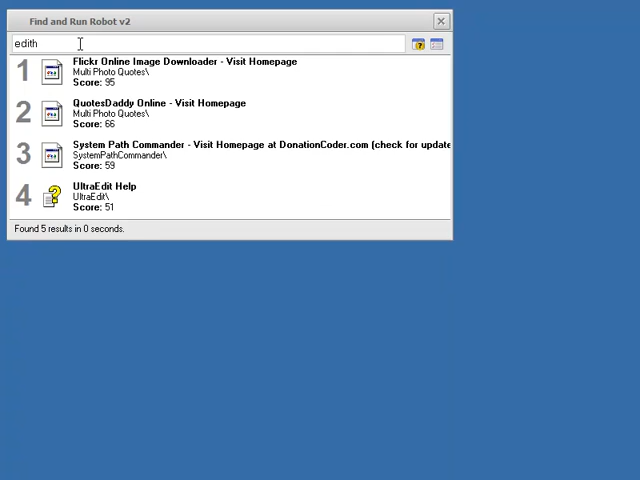 Find and Run Robot v2
edith
1
Flickr Online Image Downloader - Visit Homepage
Multi Photo Quotes\
Score: 95
2
QuotesDaddy Online - Visit Homepage
Multi Photo Quotes\
Score: 66
3
System Path Commander - Visit Homepage at DonationCoder.com (check for update
SystemPathCommander\
Score: 59
4
UltraEdit Help
UltraEdit\
Score: 51
Found 5 results in 0 seconds.